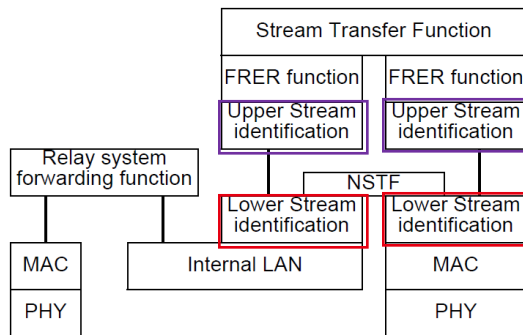 Stream Transfer Function
FRER function
FRER function
Upper Stream
identification
Upper Stream
identification
Relay system
forwarding function
NSTF
Lower Stream
identification
Lower Stream
identification
MAC
Internal LAN
MAC
PHY
PHY